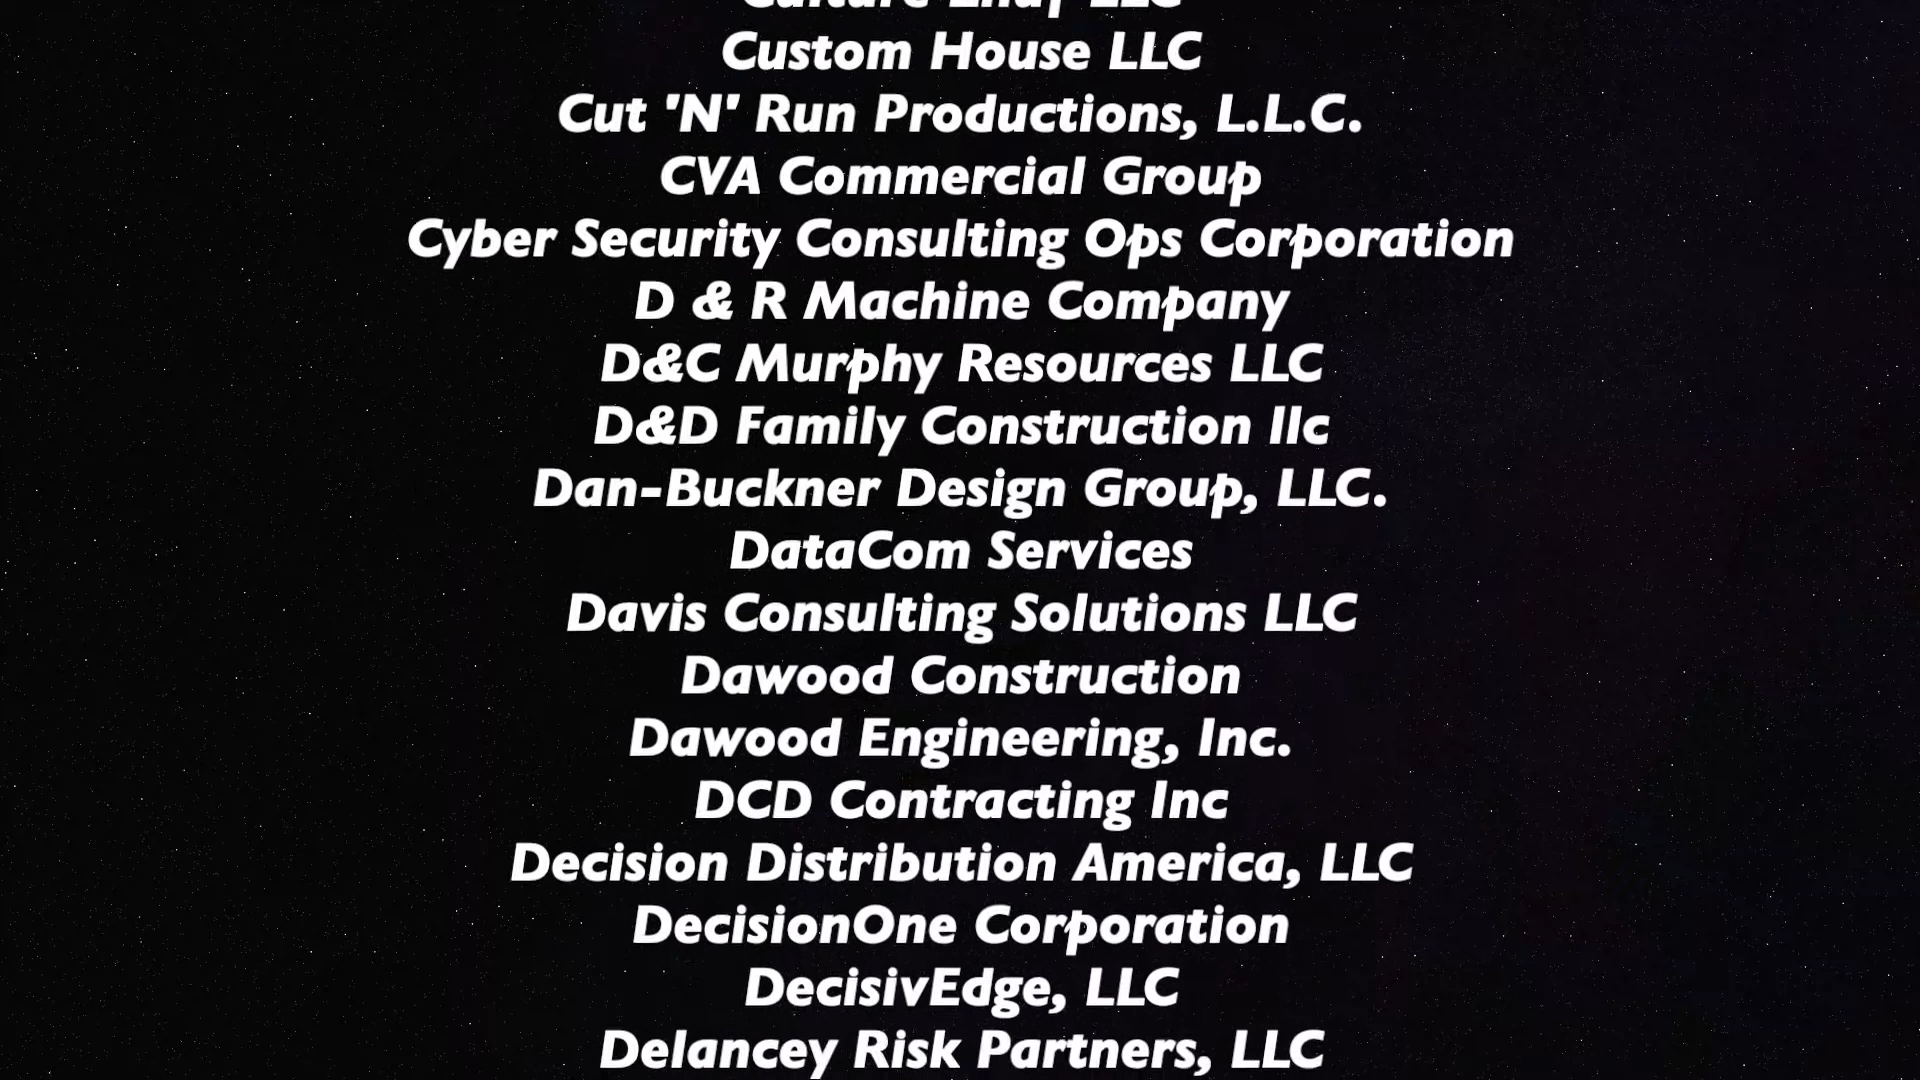 LLC
Custom House LLC
Cut 'N' Run Productions, L.L.C.
CVA Commercial Group
Cyber Security Consulting Ops Corporation
D & R Machine Company
D&C Murphy Resources LLC
D&D Family Construction llc
Dan-Buckner Design Group, LLC.
DataCom Services
Davis Consulting Solutions LLC
Dawood Construction
Dawood Engineering, Inc.
DCD Contracting Inc
Decision Distribution America, LLC
DecisionOne Corporation
DecisivEdge, LLC
Delancey Risk Partners, LLC